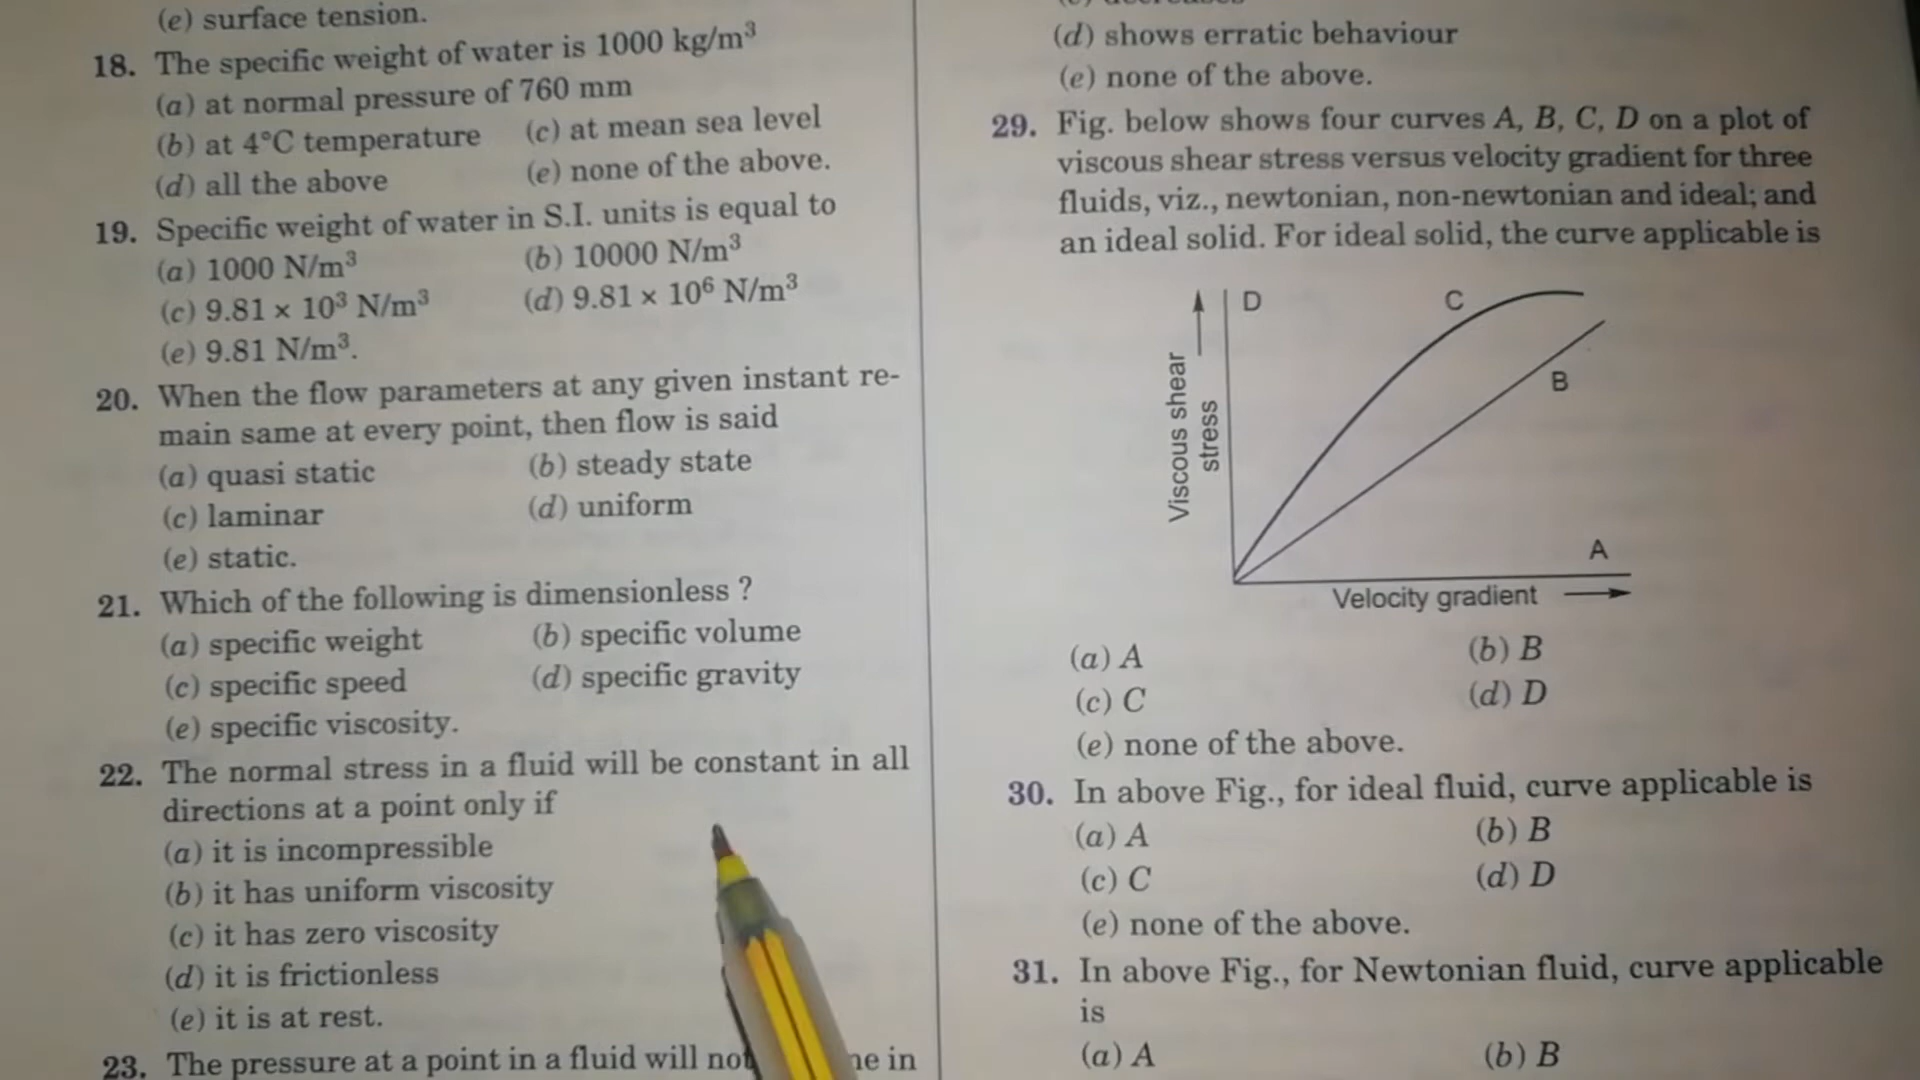 (e) surface tension.
18. The specific weight of water is 1000 kg/m³
(a) at normal pressure of 760 mm
(b) at 4°C temperature (c) at mean sea level
(d) all the above (e) none of the above.
19. Specific weight of water in S.I. units is equal to
(a) 1000 N/m³ (b) 10000 N/m³
(c) 9.81 × 10³ N/m³ (d) 9.81 × 10⁶ N/m³
(e) 9.81 N/m³.
20. When the flow parameters at any given instant re-
main same at every point, then flow is said
(a) quasi static (b) steady state
(c) laminar (d) uniform
(e) static.
21. Which of the following is dimensionless ?
(a) specific weight (b) specific volume
(c) specific speed (d) specific gravity
(e) specific viscosity.
22. The normal stress in a fluid will be constant in all
directions at a point only if
(a) it is incompressible
(b) it has uniform viscosity
(c) it has zero viscosity
(d) it is frictionless
(e) it is at rest.
23. The pressure at a point in a fluid will not in
(d) shows erratic behaviour
(e) none of the above.
29. Fig. below shows four curves A, B, C, D on a plot of
viscous shear stress versus velocity gradient for three
fluids, viz., newtonian, non-newtonian and ideal; and
an ideal solid. For ideal solid, the curve applicable is
D
C
B
A
Viscous shear
stress
Velocity gradient
(a) A (b) B
(c) C (d) D
(e) none of the above.
30. In above Fig., for ideal fluid, curve applicable is
(a) A (b) B
(c) C (d) D
(e) none of the above.
31. In above Fig., for Newtonian fluid, curve applicable
is
(a) A (b) B